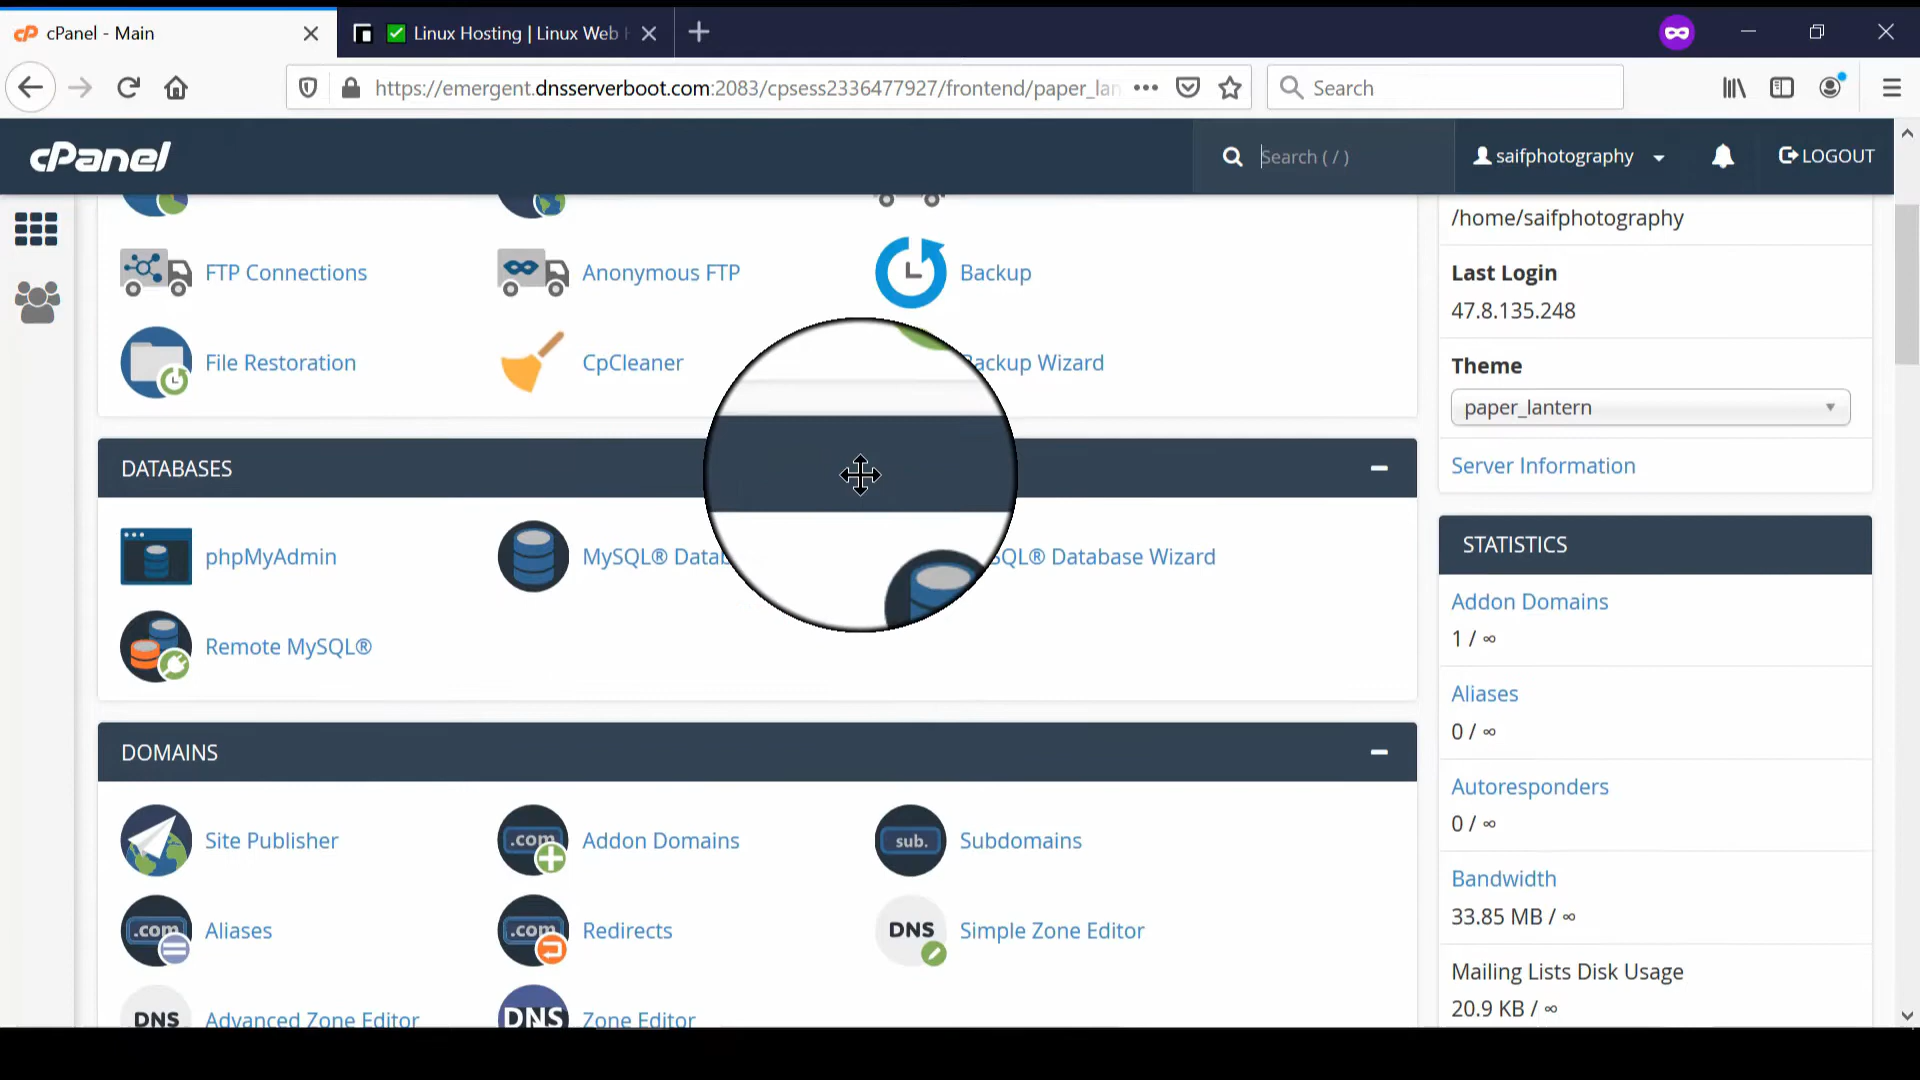 cPanel - Main
Linux Hosting | Linux Web
https://emergent.dnsserverboot.com:2083/cpsess2336477927/frontend/paper_lan
Search
cPanel
Search ( / )
saifphotography
LOGOUT
/home/saifphotography
FTP Connections
Anonymous FTP
Backup
Last Login
47.8.135.248
File Restoration
CpCleaner
Backup Wizard
Theme
paper_lantern
DATABASES
Server Information
phpMyAdmin
MySQL® Datab
SQL® Database Wizard
STATISTICS
Addon Domains
1 / ∞
Remote MySQL®
Aliases
0 / ∞
DOMAINS
Autoresponders
0 / ∞
.com
Site Publisher
Addon Domains
sub.
Subdomains
Bandwidth
33.85 MB / ∞
.com
Aliases
.com
Redirects
DNS
Simple Zone Editor
Mailing Lists Disk Usage
20.9 KB / ∞
DNS
Advanced Zone Editor
DNS
Zone Editor